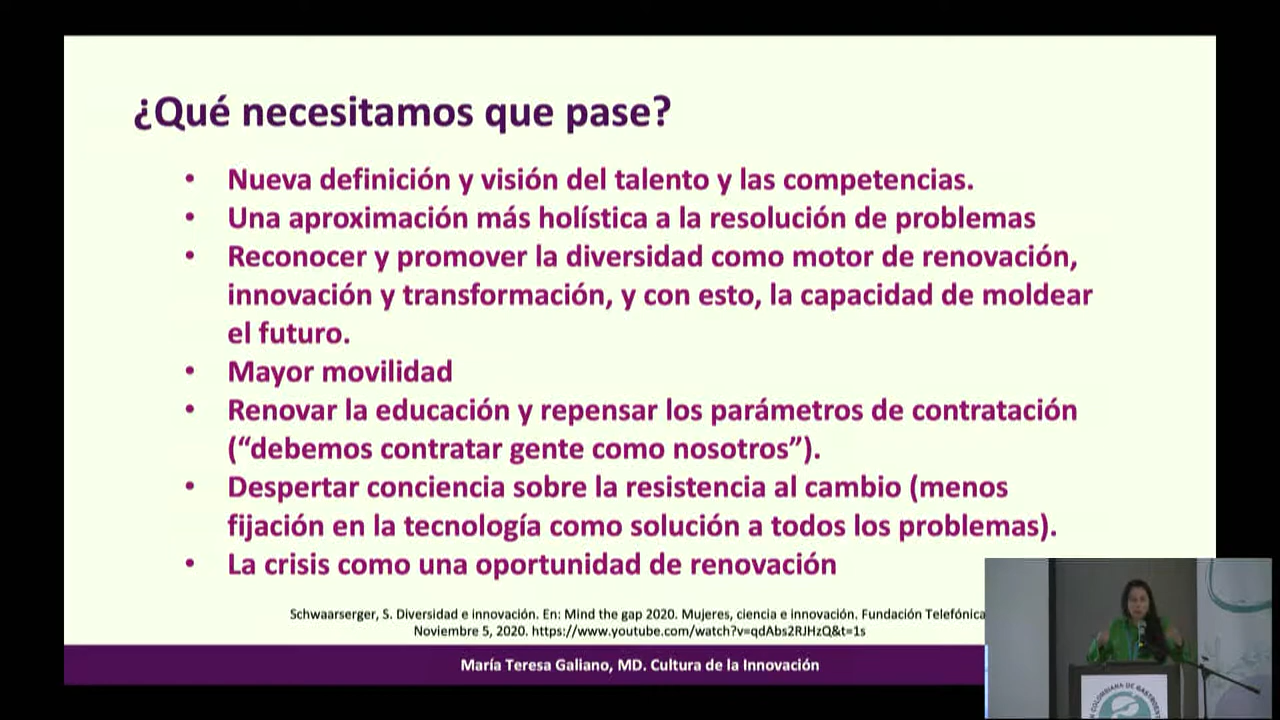 ¿Qué necesitamos que pase?
• Nueva definición y visión del talento y las competencias.
• Una aproximación más holística a la resolución de problemas
• Reconocer y promover la diversidad como motor de renovación,
innovación y transformación, y con esto, la capacidad de moldear
el futuro.
• Mayor movilidad
• Renovar la educación y repensar los parámetros de contratación
(“debemos contratar gente como nosotros”).
• Despertar conciencia sobre la resistencia al cambio (menos
fijación en la tecnología como solución a todos los problemas).
• La crisis como una oportunidad de renovación
Schwaarserger, S. Diversidad e innovación. En: Mind the gap 2020. Mujeres, ciencia e innovación. Fundación Telefónica
Noviembre 5, 2020. https://www.youtube.com/watch?v=qdAbs2RJHzQ&t=1s
María Teresa Galiano, MD. Cultura de la Innovación
COLOMBIANA DE